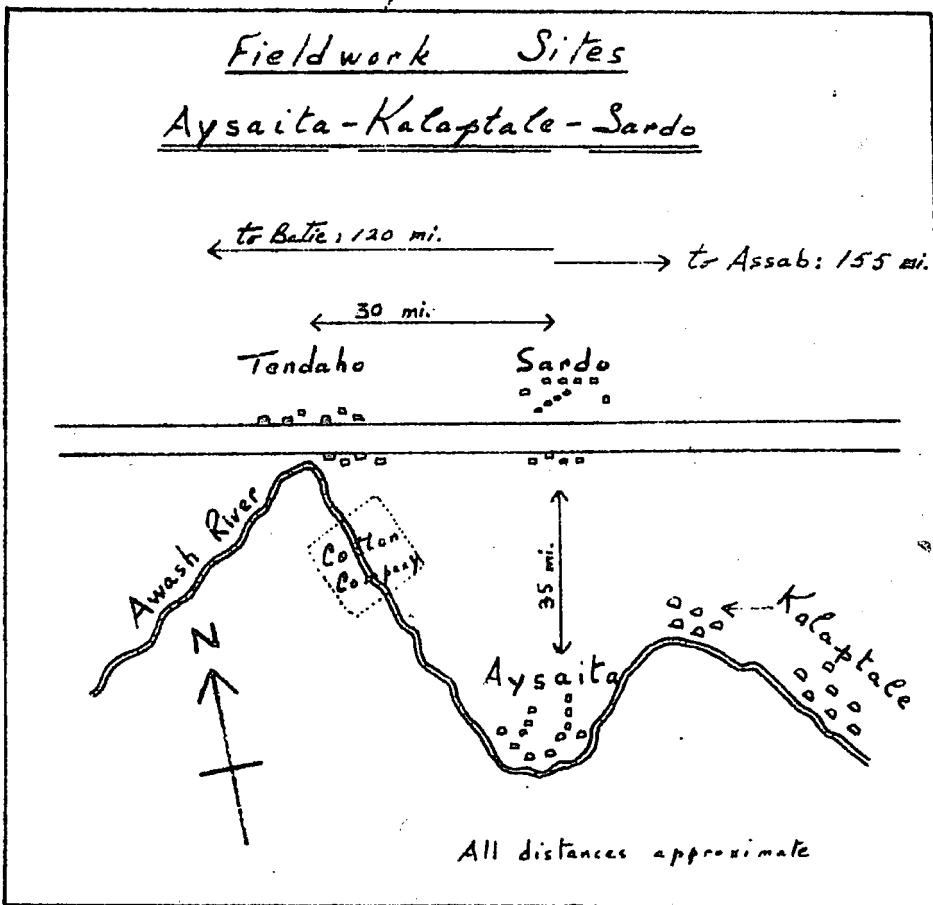 Fieldwork Sites
Aysaita-Kalaptale-Sardo
to Batie: 120 mi.
to Assab: 155 mi.
30 mi.
Tendaho
Sardo
Awash River
Cotton
Company
35 mi.
N
Kalaptale
Aysaita
All distances approximate